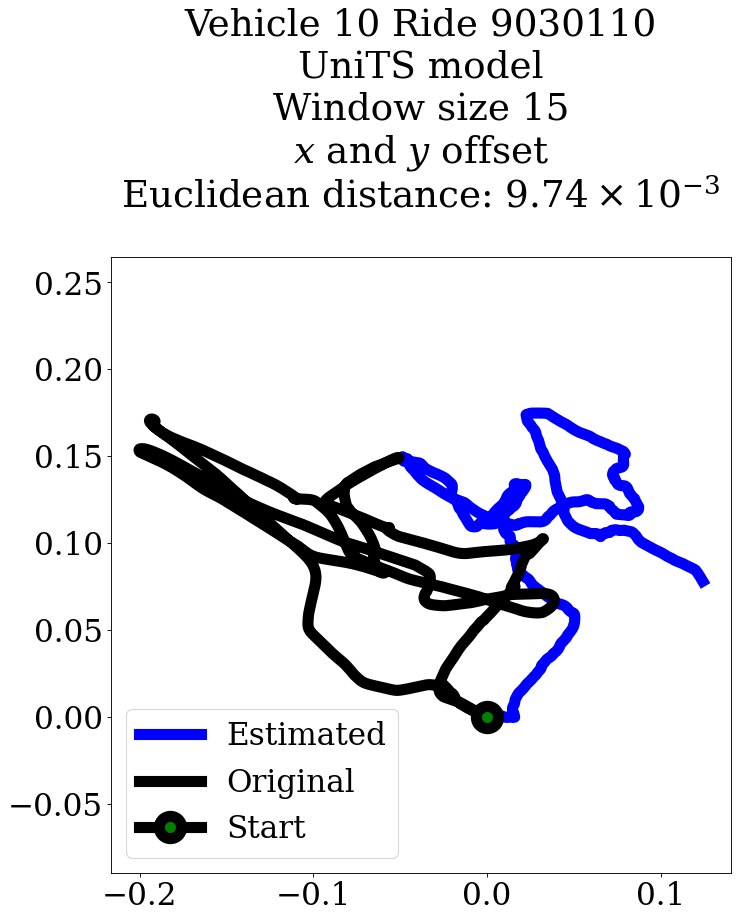 Vehicle 10 Ride 9030110
UniTS model
Window size 15
x and y offset
Euclidean distance: 9.74 × 10⁻³
0.25
0.20
0.15
0.10
0.05
0.00
−0.05
Estimated
Original
Start
−0.2
−0.1
0.0
0.1